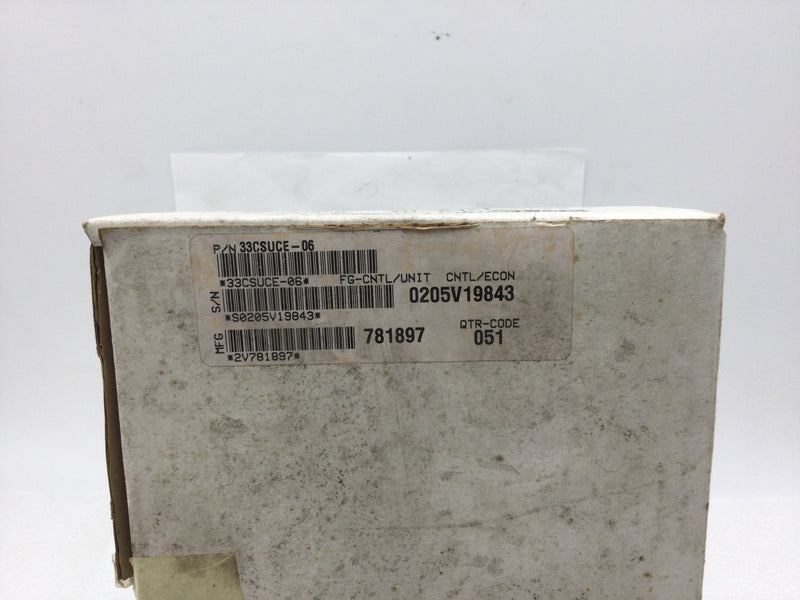 P/N 33CSUCE-06
*33CSUCE-06* FG-CNTL/UNIT CNTL/ECON
S/N 0205V19843
*S0205V19843*
MFG 781897 QTR-CODE 051
*2V781897*